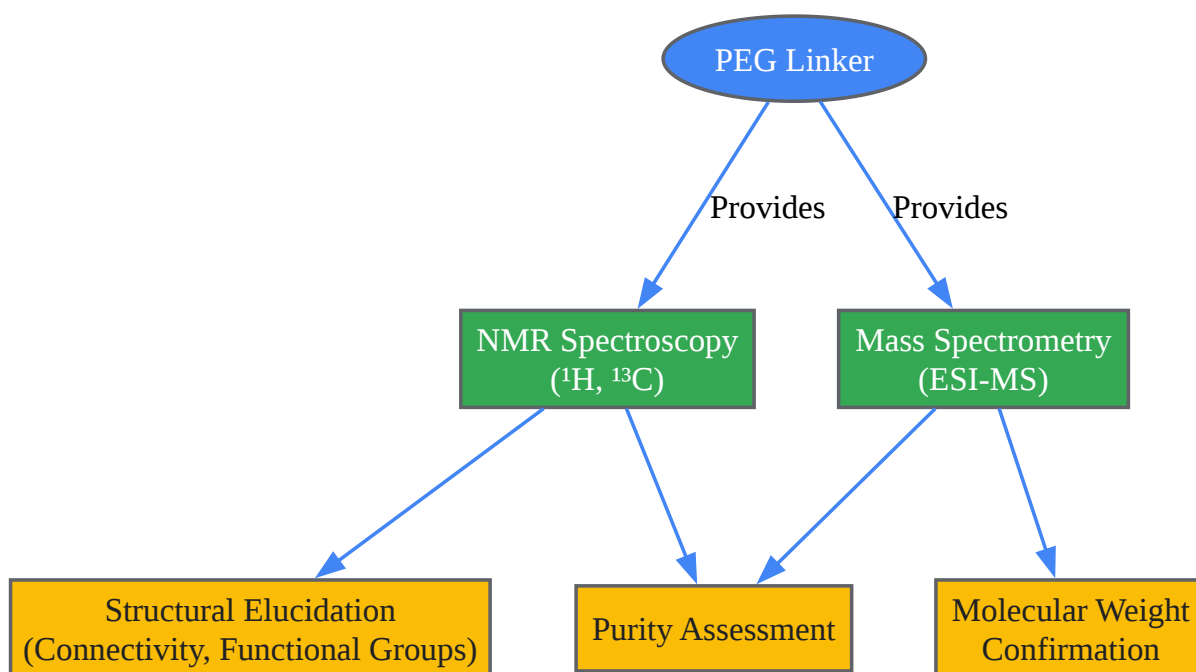 PEG Linker
Provides
Provides
NMR Spectroscopy
(¹H, ¹³C)
Mass Spectrometry
(ESI-MS)
Structural Elucidation
(Connectivity, Functional Groups)
Purity Assessment
Molecular Weight
Confirmation